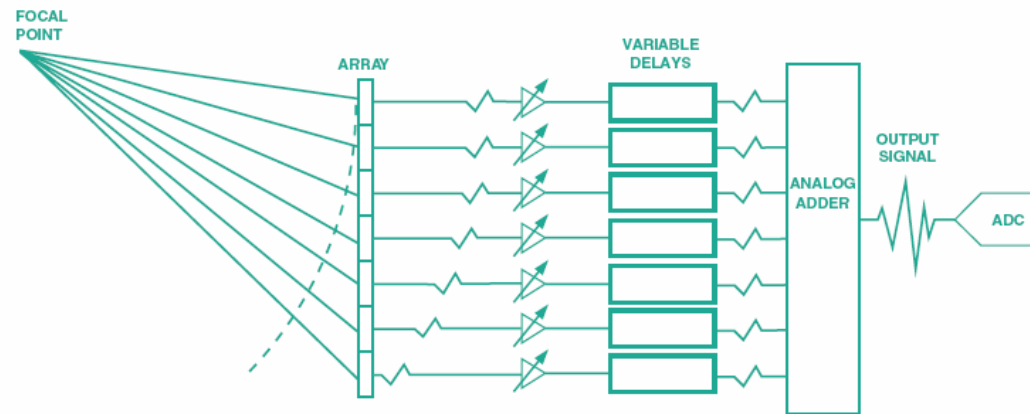 FOCAL
POINT
ARRAY
VARIABLE
DELAYS
ANALOG
ADDER
OUTPUT
SIGNAL
ADC